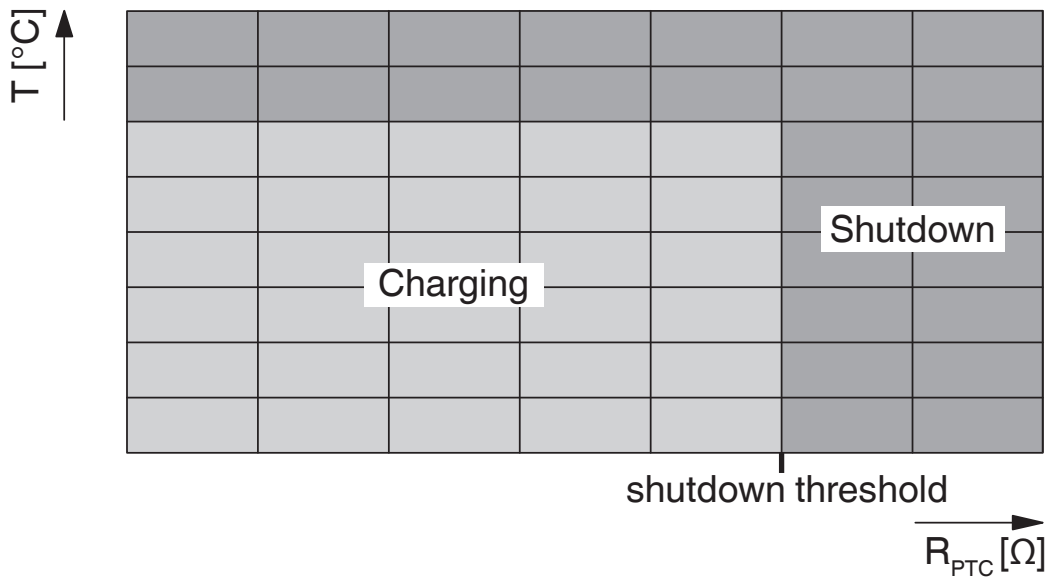 T [°C]
Shutdown
Charging
shutdown threshold
R_PTC [Ω]